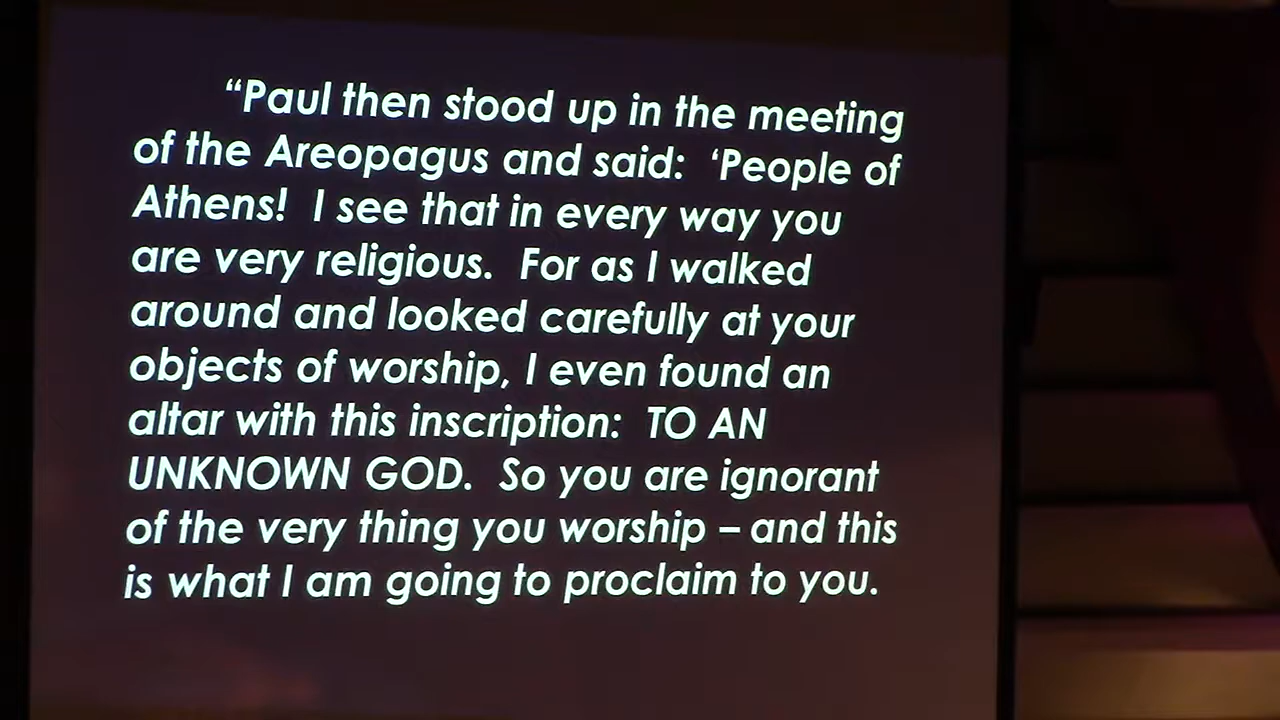 “Paul then stood up in the meeting
of the Areopagus and said:  ‘People of
Athens!  I see that in every way you
are very religious.  For as I walked
around and looked carefully at your
objects of worship, I even found an
altar with this inscription:  TO AN
UNKNOWN GOD.  So you are ignorant
of the very thing you worship – and this
is what I am going to proclaim to you.